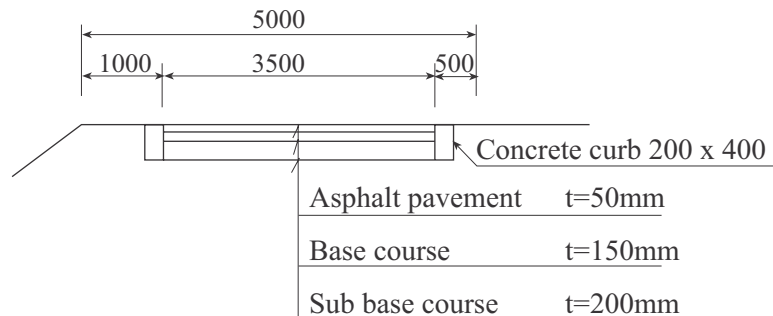 5000
1000 3500 500
Concrete curb 200 x 400
Asphalt pavement t=50mm
Base course t=150mm
Sub base course t=200mm